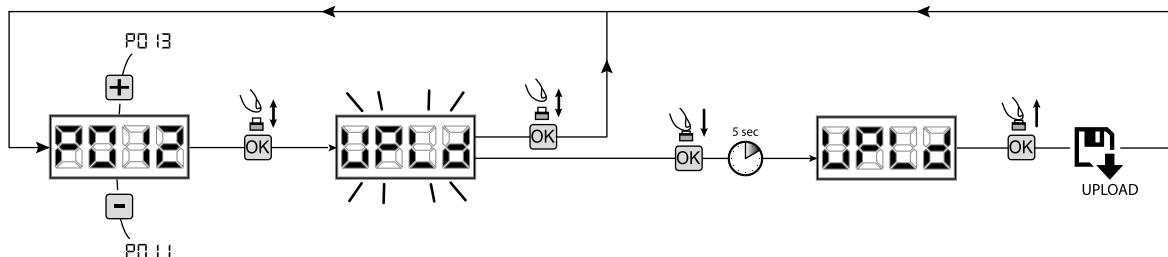 P013
+
P012
OK
UPLd
OK
OK
5 sec
UPLd
OK
UPLOAD
-
P011